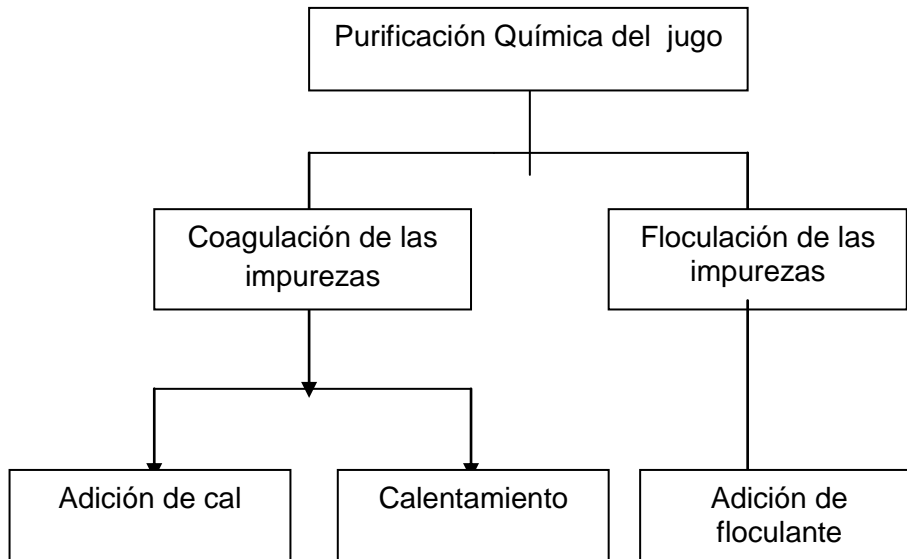 Purificación Química del jugo
Coagulación de las
impurezas
Floculación de las
impurezas
Adición de cal
Calentamiento
Adición de
floculante